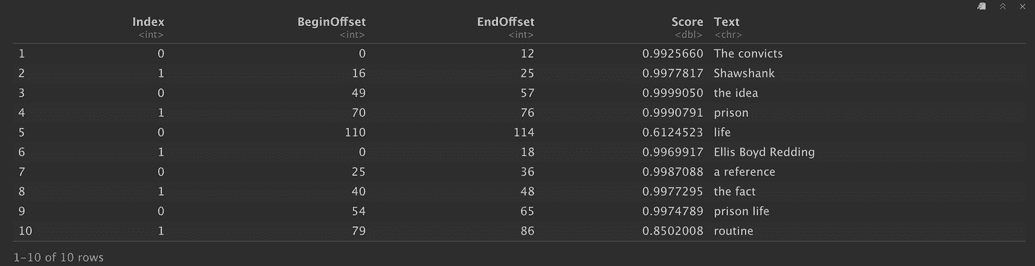 Index BeginOffset EndOffset Score Text
<int> <int> <int> <dbl> <chr>
1 0 0 12 0.9925660 The convicts
2 1 16 25 0.9977817 Shawshank
3 0 49 57 0.9999050 the idea
4 1 70 76 0.9990791 prison
5 0 110 114 0.6124523 life
6 1 0 18 0.9969917 Ellis Boyd Redding
7 0 25 36 0.9987088 a reference
8 1 40 48 0.9977295 the fact
9 0 54 65 0.9974789 prison life
10 1 79 86 0.8502008 routine
1-10 of 10 rows